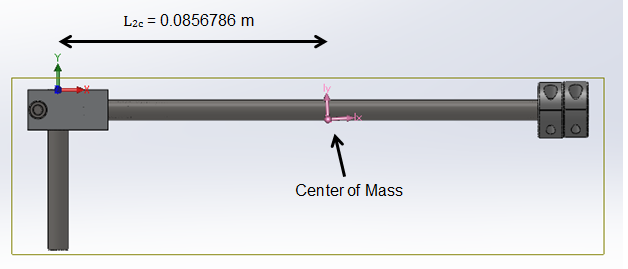 L2c = 0.0856786 m
Y
X
Iy
Ix
Center of Mass